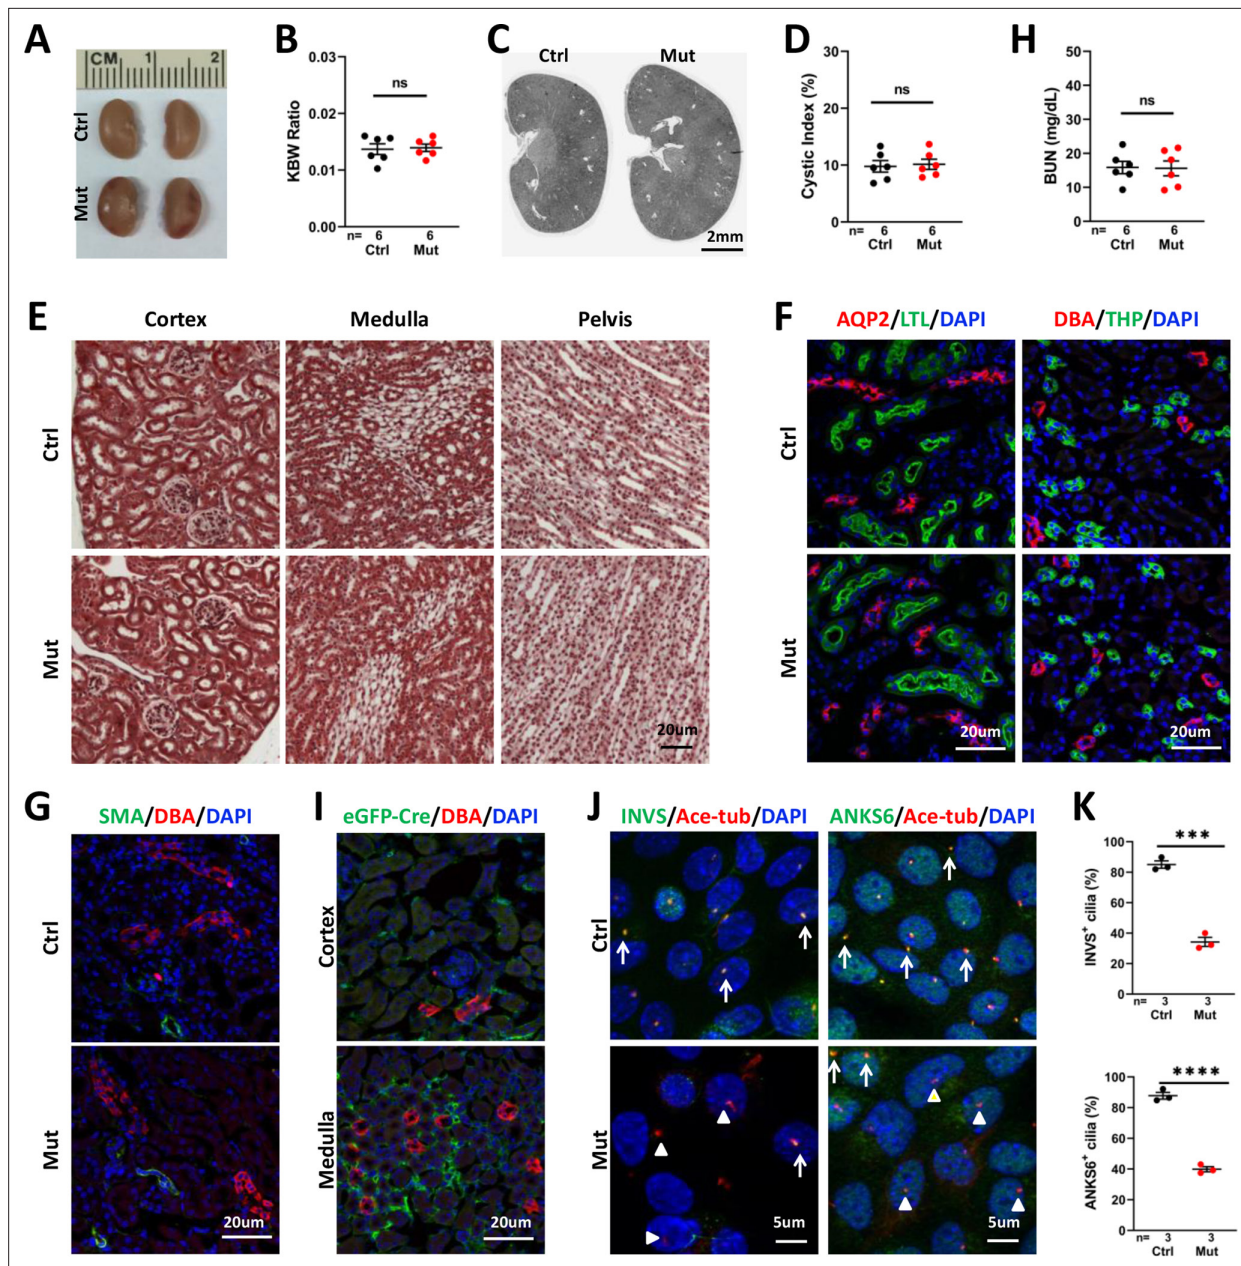 A
CM 1 2
Ctrl
Mut
B
0.03
0.02
0.01
0.00
KBW Ratio
ns
n= 6 6
Ctrl Mut
C
Ctrl Mut
2mm
D
30
20
10
0
Cystic Index (%)
ns
n= 6 6
Ctrl Mut
H
50
40
30
20
10
0
BUN (mg/dL)
ns
n= 6 6
Ctrl Mut
E
Cortex Medulla Pelvis
Ctrl
Mut
20um
F
AQP2/LTL/DAPI DBA/THP/DAPI
Ctrl
Mut
20um 20um
G
SMA/DBA/DAPI
Ctrl
Mut
20um
I
eGFP-Cre/DBA/DAPI
Cortex
Medulla
20um
J
INVS/Ace-tub/DAPI ANKS6/Ace-tub/DAPI
Ctrl
Mut
5um 5um
K
100
80
60
40
20
0
INVS+ cilia (%)
***
n= 3 3
Ctrl Mut
100
80
60
40
20
0
ANKS6+ cilia (%)
****
n= 3 3
Ctrl Mut